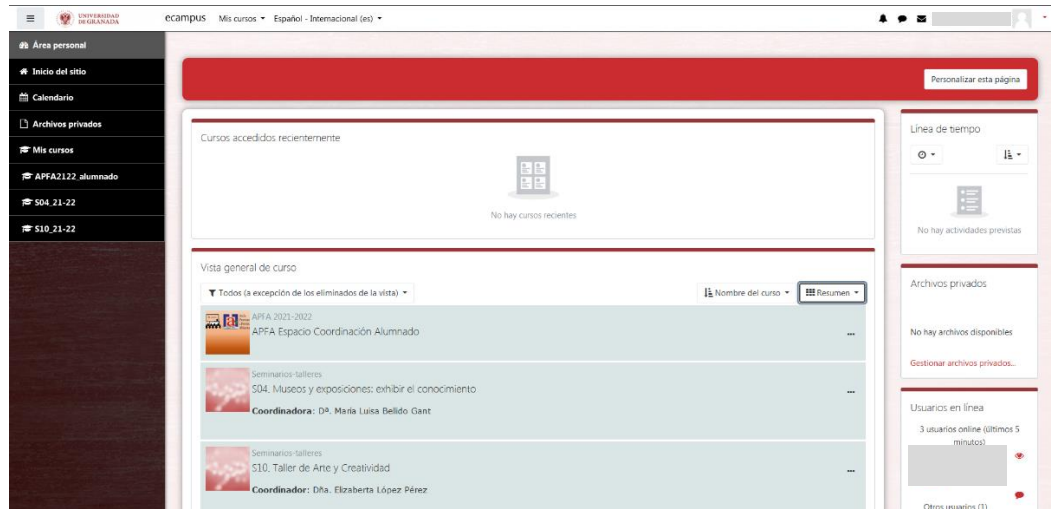 UNIVERSIDAD
DE GRANADA
ecampus Mis cursos Español - Internacional (es)
Área personal
Inicio del sitio
Calendario
Archivos privados
Mis cursos
APFA2122_alumnado
S04_21-22
S10_21-22
Personalizar esta página
Cursos accedidos recientemente
No hay cursos recientes
Vista general de curso
Todos (a excepción de los eliminados de la vista)
Nombre del curso
Resumen
APFA 2021-2022
APFA Espacio Coordinación Alumnado
Seminarios-talleres
S04. Museos y exposiciones: exhibir el conocimiento
Coordinadora: Dª. María Luisa Bellido Gant
Seminarios-talleres
S10. Taller de Arte y Creatividad
Coordinador: Dña. Elizaberta López Pérez
Línea de tiempo
No hay actividades previstas
Archivos privados
No hay archivos disponibles
Gestionar archivos privados...
Usuarios en línea
3 usuarios online (últimos 5
minutos)
Otros usuarios (3)